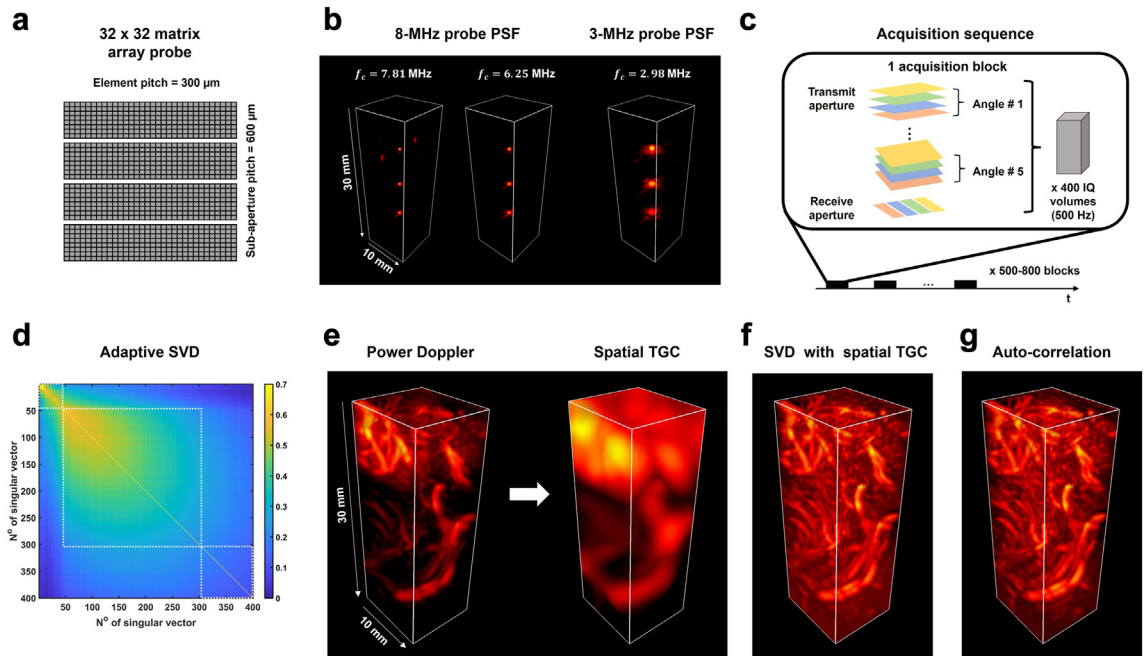 a
32 x 32 matrix
array probe
Element pitch = 300 µm
Sub-aperture pitch = 600 µm
b
8-MHz probe PSF
3-MHz probe PSF
f_c = 7.81 MHz
f_c = 6.25 MHz
f_c = 2.98 MHz
30 mm
10 mm
c
Acquisition sequence
1 acquisition block
Transmit
aperture
Angle # 1
⋮
Angle # 5
Receive
aperture
x 400 IQ
volumes
(500 Hz)
x 500-800 blocks
...
t
d
Adaptive SVD
N° of singular vector
50
100
150
200
250
300
350
400
50 100 150 200 250 300 350 400
N° of singular vector
0.7
0.6
0.5
0.4
0.3
0.2
0.1
0
e
Power Doppler
Spatial TGC
30 mm
10 mm
f
SVD with spatial TGC
g
Auto-correlation